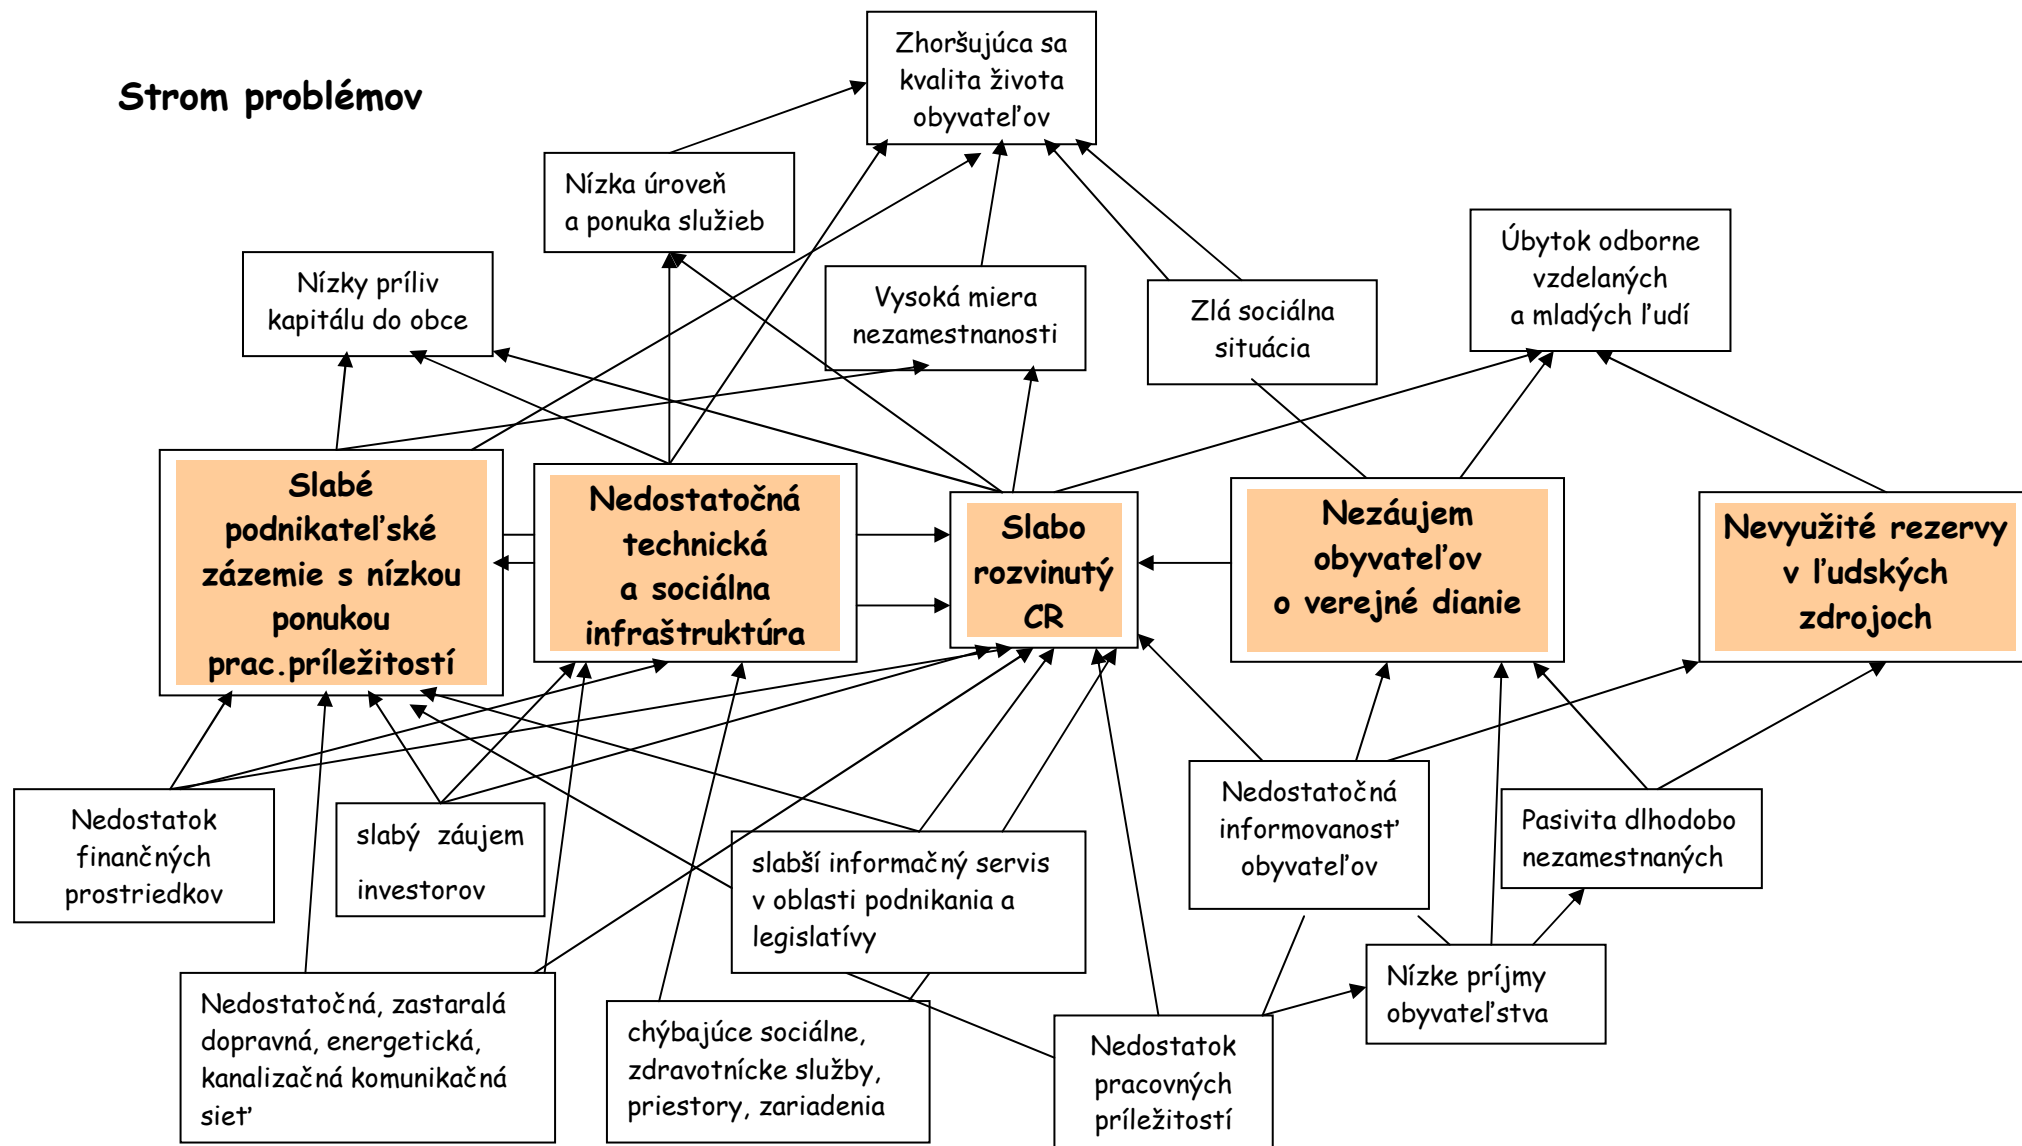 Strom problémov
Zhoršujúca sa
kvalita života
obyvateľov
Nízka úroveň
a ponuka služieb
Nízky príliv
kapitálu do obce
Vysoká miera
nezamestnanosti
Zlá sociálna
situácia
Úbytok odborne
vzdelaných
a mladých ľudí
Slabé
podnikateľské
zázemie s nízkou
ponukou
prac.príležitostí
Nedostatočná
technická
a sociálna
infraštruktúra
Slabo
rozvinutý
CR
Nezáujem
obyvateľov
o verejné dianie
Nevyužité rezervy
v ľudských
zdrojoch
Nedostatok
finančných
prostriedkov
slabý záujem
investorov
slabší informačný servis
v oblasti podnikania a
legislatívy
Nedostatočná
informovanosť
obyvateľov
Pasivita dlhodobo
nezamestnaných
Nedostatočná, zastaralá
dopravná, energetická,
kanalizačná komunikačná
sieť
chýbajúce sociálne,
zdravotnícke služby,
priestory, zariadenia
Nedostatok
pracovných
príležitostí
Nízke príjmy
obyvateľstva